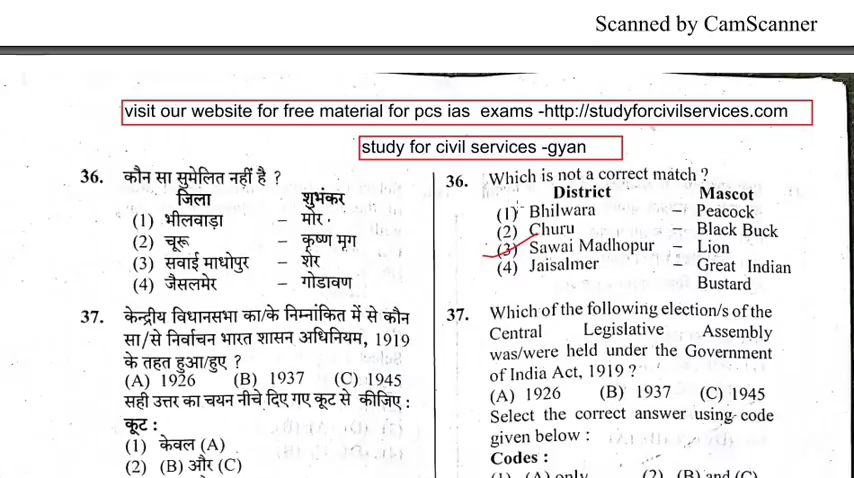 Scanned by CamScanner
visit our website for free material for pcs ias exams -http://studyforcivilservices.com
study for civil services -gyan
36. कौन सा सुमेलित नहीं है ?
जिला शुभंकर
(1) भीलवाड़ा – मोर
(2) चूरू – कृष्ण मृग
(3) सवाई माधोपुर – शेर
(4) जैसलमेर – गोडावण
37. केन्द्रीय विधानसभा का/के निम्नांकित में से कौन
सा/से निर्वाचन भारत शासन अधिनियम, 1919
के तहत हुआ/हुए ?
(A) 1926 (B) 1937 (C) 1945
सही उत्तर का चयन नीचे दिए गए कूट से कीजिए :
कूट :
(1) केवल (A)
(2) (B) और (C)
36. Which is not a correct match ?
District Mascot
(1) Bhilwara – Peacock
(2) Churu – Black Buck
(3) Sawai Madhopur – Lion
(4) Jaisalmer – Great Indian
Bustard
37. Which of the following election/s of the
Central Legislative Assembly
was/were held under the Government
of India Act, 1919 ?
(A) 1926 (B) 1937 (C) 1945
Select the correct answer using code
given below :
Codes :
(1) (A) only (2) (B) and (C)